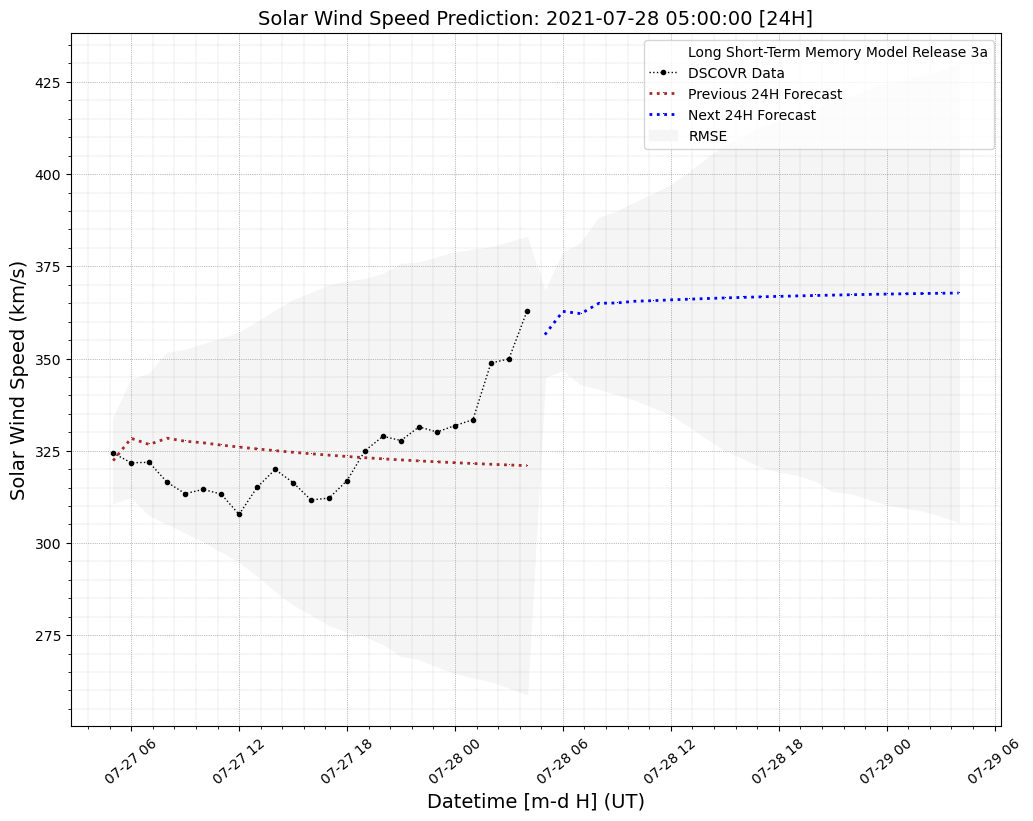 Solar Wind Speed Prediction: 2021-07-28 05:00:00 [24H]
Long Short-Term Memory Model Release 3a
DSCOVR Data
Previous 24H Forecast
Next 24H Forecast
RMSE
Solar Wind Speed (km/s)
425
400
375
350
325
300
275
07-27 06
07-27 12
07-27 18
07-28 00
07-28 06
07-28 12
07-28 18
07-29 00
07-29 06
Datetime [m-d H] (UT)